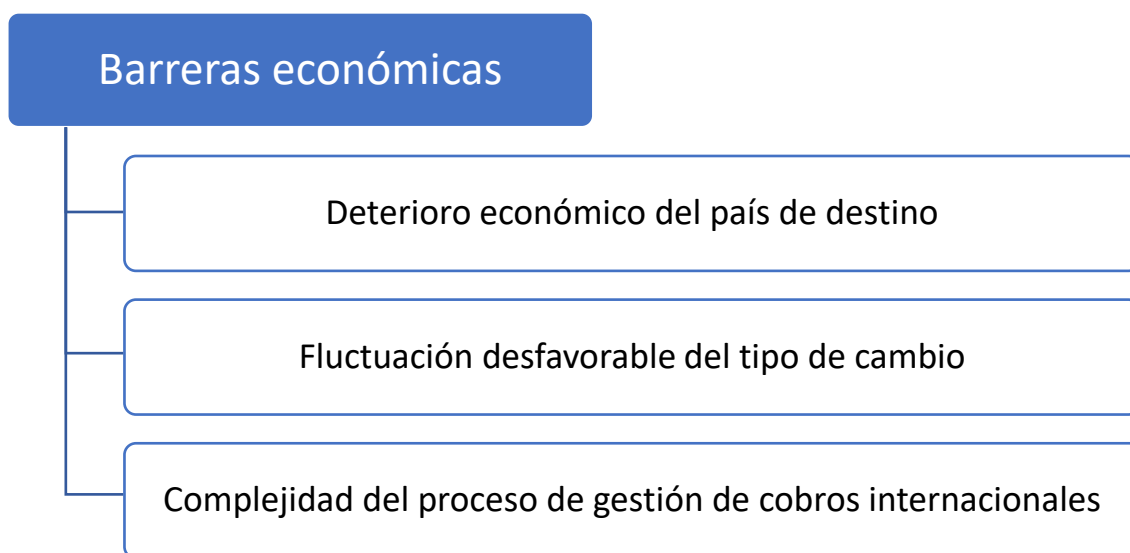 Barreras económicas
Deterioro económico del país de destino
Fluctuación desfavorable del tipo de cambio
Complejidad del proceso de gestión de cobros internacionales